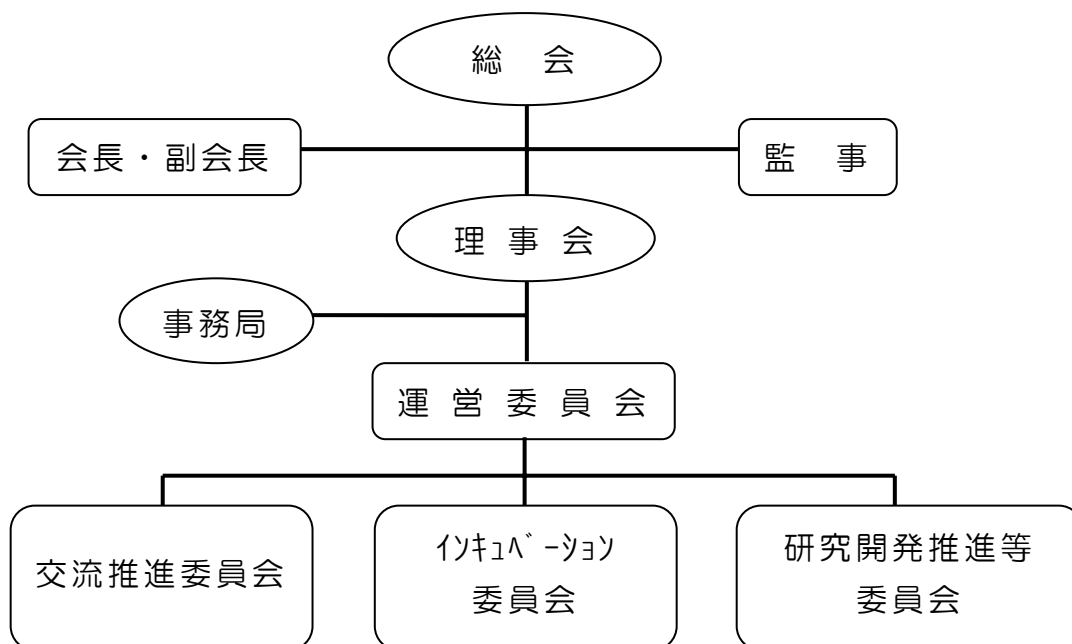 総　会
会長・副会長
監　事
理 事 会
事務局
運 営 委 員 会
交流推進委員会
ｲﾝｷｭﾍﾞｰｼｮﾝ
委員会
研究開発推進等
委員会